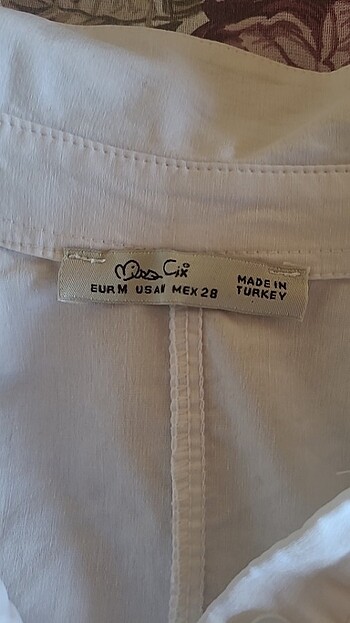 Miss Cix
EUR M USA M MEX 28
MADE IN
TURKEY